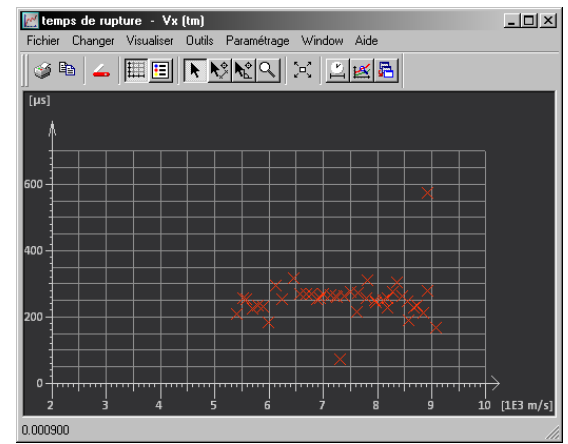 temps de rupture - Vx (tm)
Fichier Changer Visualiser Outils Paramétrage Window Aide
[µs]
600
400
200
0
2 3 4 5 6 7 8 9 10 [1E3 m/s]
0.000900